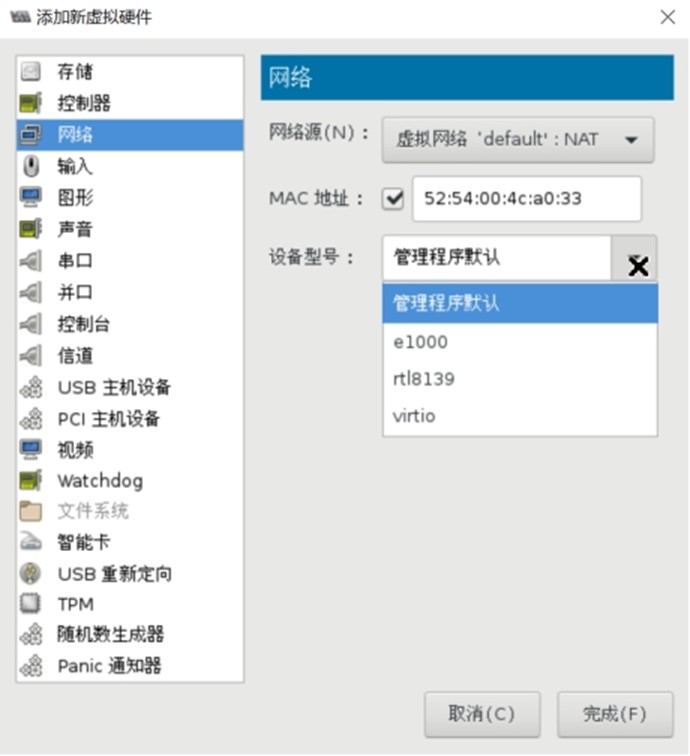 添加新虚拟硬件
存储
控制器
网络
输入
图形
声音
串口
并口
控制台
信道
USB 主机设备
PCI 主机设备
视频
Watchdog
文件系统
智能卡
USB 重新定向
TPM
随机数生成器
Panic 通知器
网络
网络源(N)： 虚拟网络 'default' : NAT
MAC 地址： 52:54:00:4c:a0:33
设备型号： 管理程序默认
管理程序默认
e1000
rtl8139
virtio
取消(C) 完成(F)